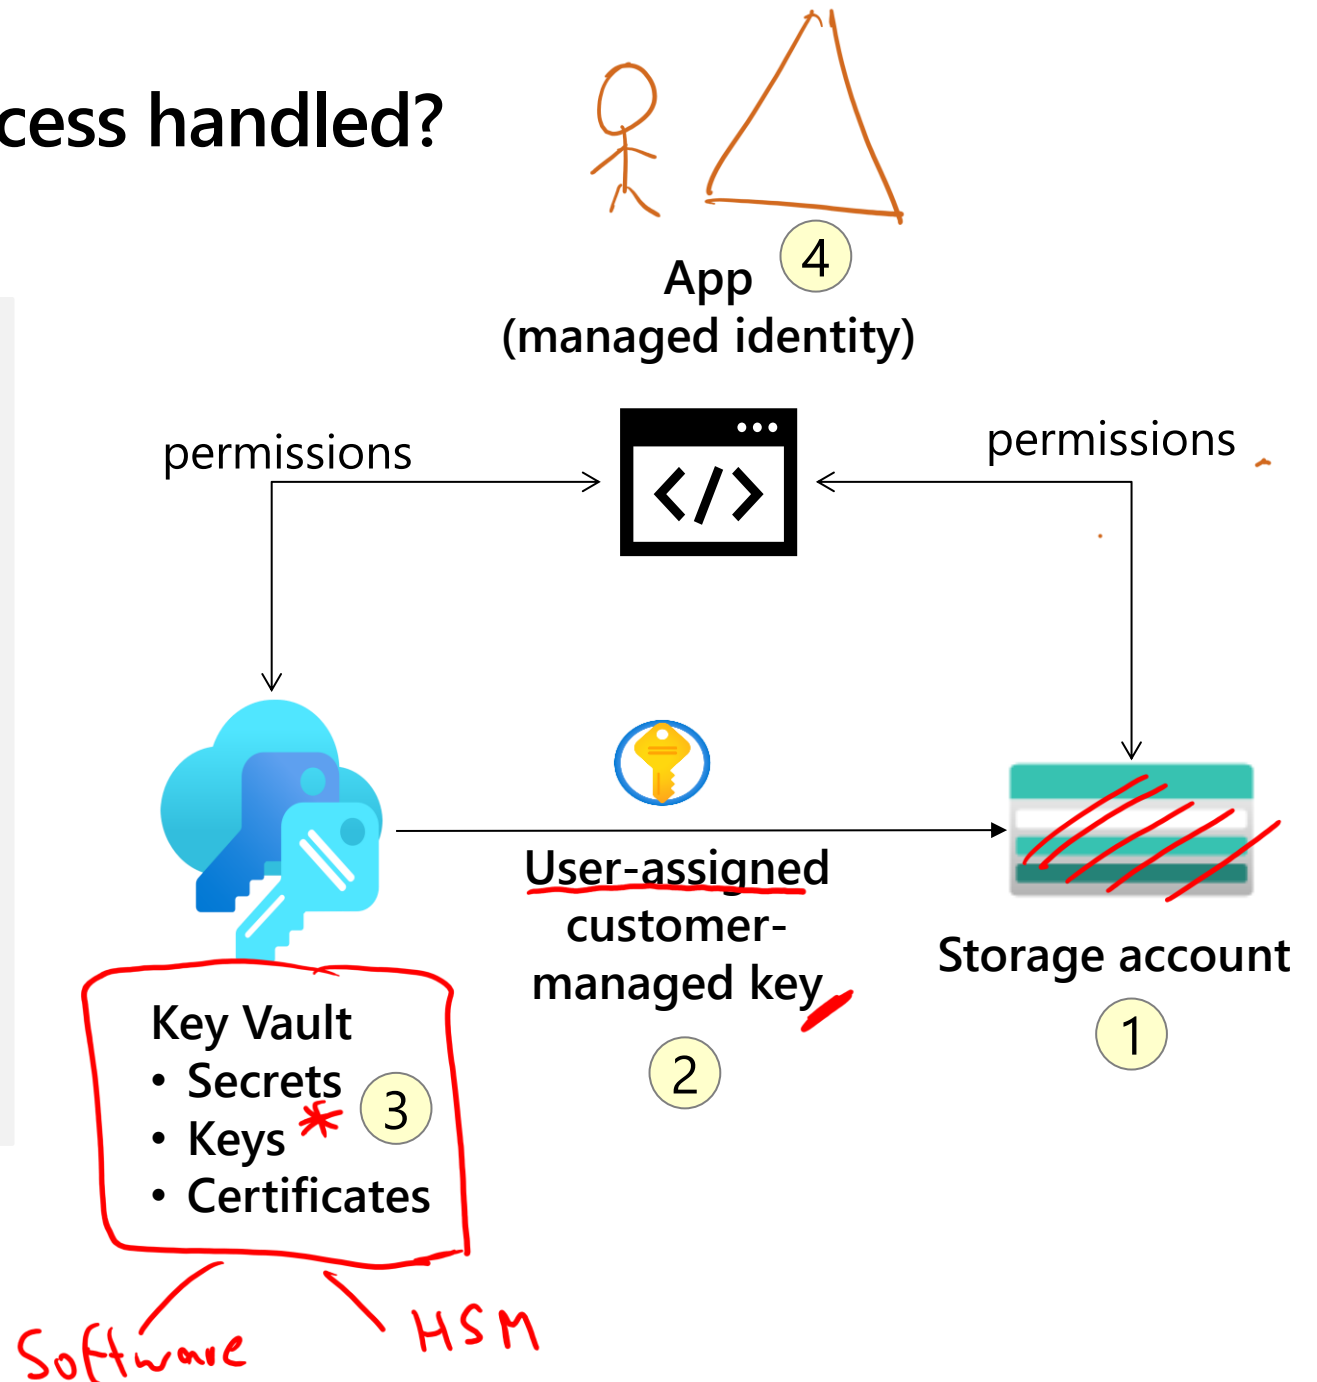 cess handled?
4
App
(managed identity)
permissions
permissions
</>
User-assigned
customer-
managed key
2
Storage account
1
Key Vault
• Secrets
• Keys *
3
• Certificates
Software
HSM